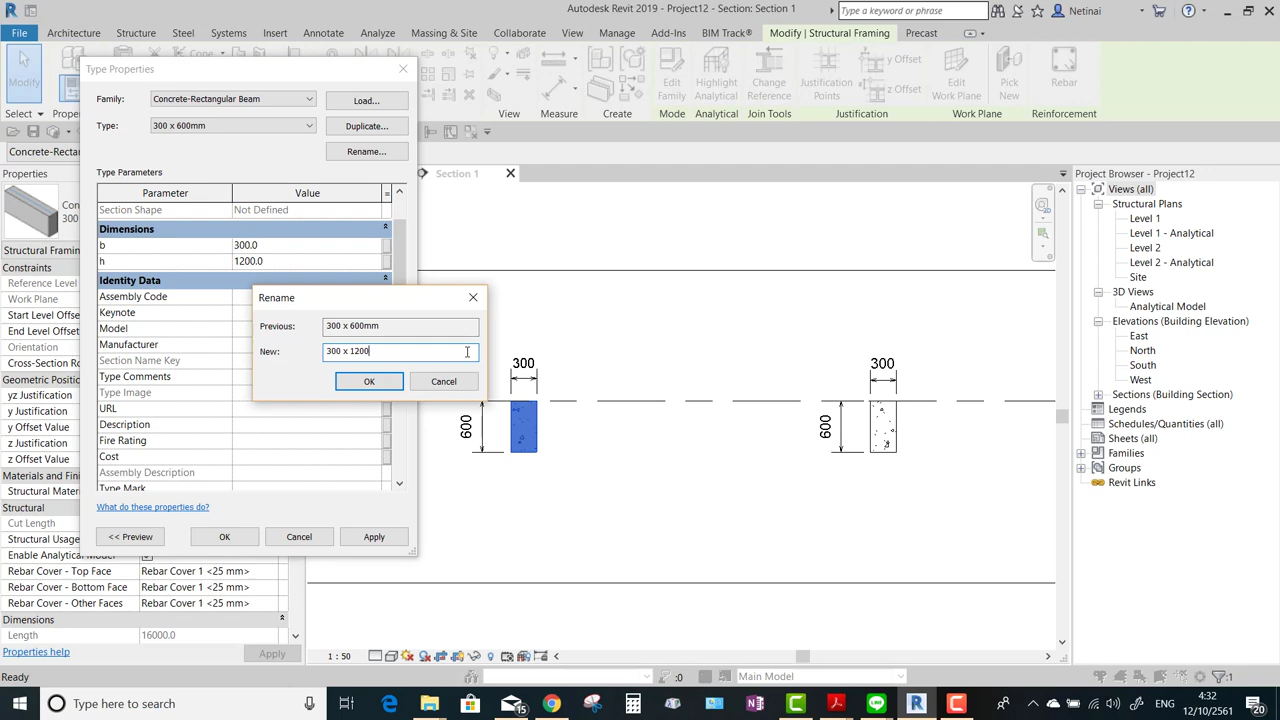 Autodesk Revit 2019 - Project12 - Section: Section 1
Type a keyword or phrase
Netinai
File
Architecture
Structure
Steel
Systems
Insert
Annotate
Analyze
Massing & Site
Collaborate
View
Manage
Add-Ins
BIM Track®
Modify | Structural Framing
Precast
Modify
Edit Family
Highlight Analytical
Change Reference
Justification Points
y Offset
z Offset
Edit Work Plane
Pick New
Rebar
Select
View
Measure
Create
Mode
Analytical
Join Tools
Justification
Work Plane
Reinforcement
Type Properties
Family:
Concrete-Rectangular Beam
Load...
Type:
300 x 600mm
Duplicate...
Rename...
Type Parameters
Parameter
Value
=
Section Shape
Not Defined
Dimensions
b
300.0
h
1200.0
Identity Data
Assembly Code
Keynote
Model
Manufacturer
Section Name Key
Type Comments
Type Image
URL
Description
Fire Rating
Cost
Assembly Description
Type Mark
What do these properties do?
<< Preview
OK
Cancel
Apply
Rename
Previous:
300 x 600mm
New:
300 x 1200
OK
Cancel
Properties
Structural Framing
Constraints
Reference Level
Work Plane
Start Level Offset
End Level Offset
Orientation
Cross-Section Ro
Geometric Positi
yz Justification
y Justification
y Offset
z Justification
z Offset
Materials and Fini
Structural Mater
Structural
Cut Length
Structural Usage
Enable Analytical Model
Rebar Cover - Top Face
Rebar Cover 1 <25 mm>
Rebar Cover - Bottom Face
Rebar Cover 1 <25 mm>
Rebar Cover - Other Faces
Rebar Cover 1 <25 mm>
Dimensions
Length
16000.0
Properties help
Apply
Section 1
300
600
300
600
Project Browser - Project12
Views (all)
Structural Plans
Level 1
Level 1 - Analytical
Level 2
Level 2 - Analytical
Site
3D Views
Analytical Model
Elevations (Building Elevation)
East
North
South
West
Sections (Building Section)
Legends
Schedules/Quantities (all)
Sheets (all)
Families
Groups
Revit Links
1 : 50
Ready
:0
Main Model
:1
Type here to search
15
4:32
12/10/2561
20